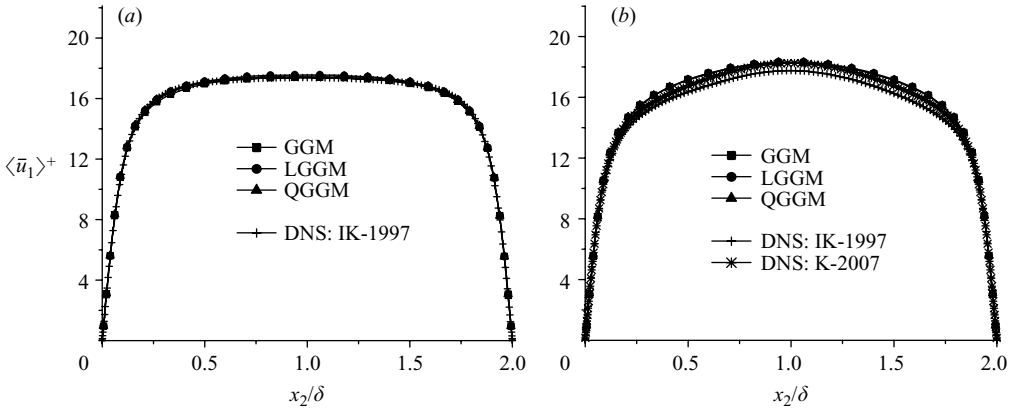 (a)
20
16
12
8
4
0
⟨ū₁⟩⁺
GGM
LGGM
QGGM
DNS: IK-1997
0.5
1.0
1.5
2.0
x₂/δ
(b)
20
16
12
8
4
0
GGM
LGGM
QGGM
DNS: IK-1997
DNS: K-2007
0.5
1.0
1.5
2.0
x₂/δ